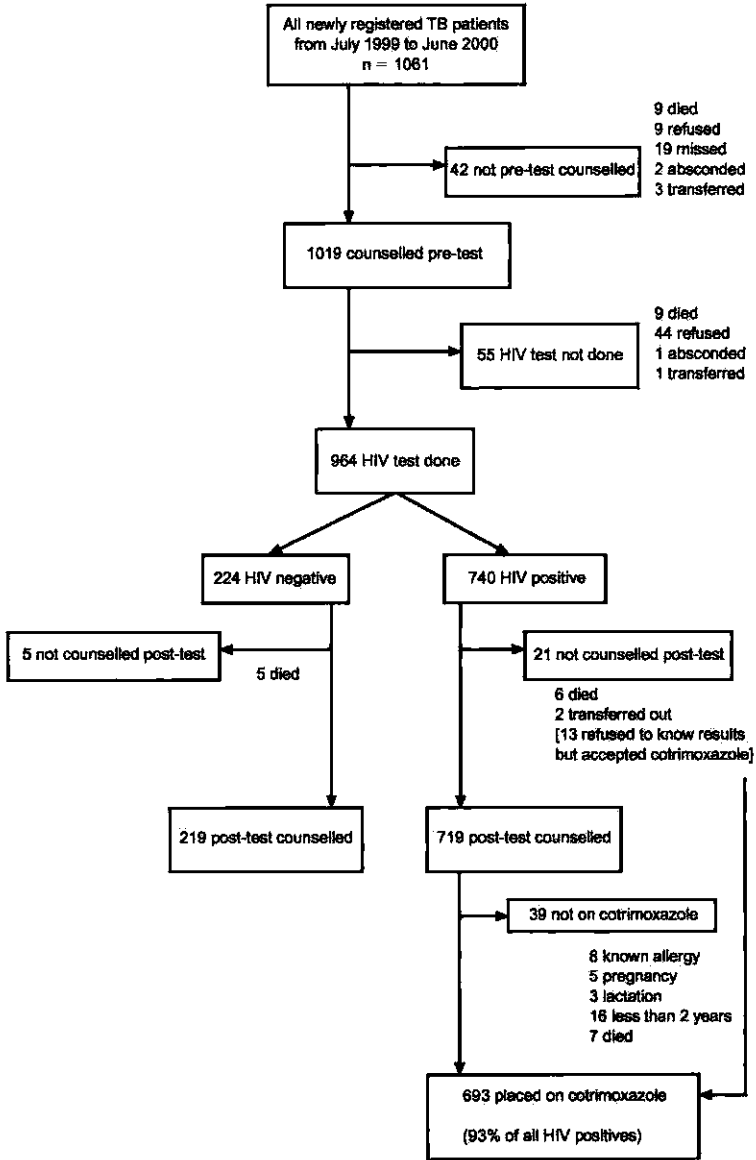 All newly registered TB patients
from July 1999 to June 2000
n = 1061
9 died
9 refused
19 missed
2 absconded
3 transferred
42 not pre-test counselled
1019 counselled pre-test
9 died
44 refused
1 absconded
1 transferred
55 HIV test not done
964 HIV test done
224 HIV negative
740 HIV positive
5 not counselled post-test
5 died
21 not counselled post-test
6 died
2 transferred out
[13 refused to know results
but accepted cotrimoxazole]
219 post-test counselled
719 post-test counselled
39 not on cotrimoxazole
8 known allergy
5 pregnancy
3 lactation
16 less than 2 years
7 died
693 placed on cotrimoxazole
(93% of all HIV positives)